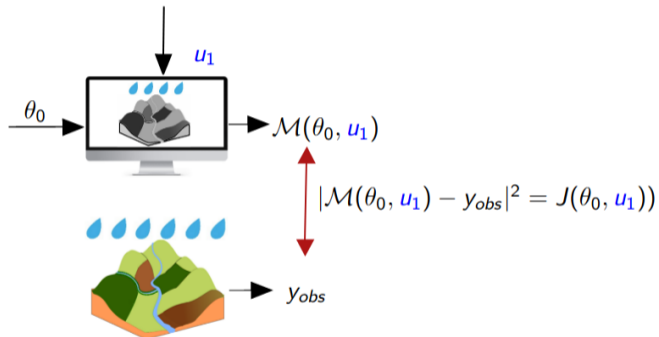 u₁
θ₀
ℳ(θ₀, u₁)
|ℳ(θ₀, u₁) − y_obs|² = J(θ₀, u₁))
y_obs